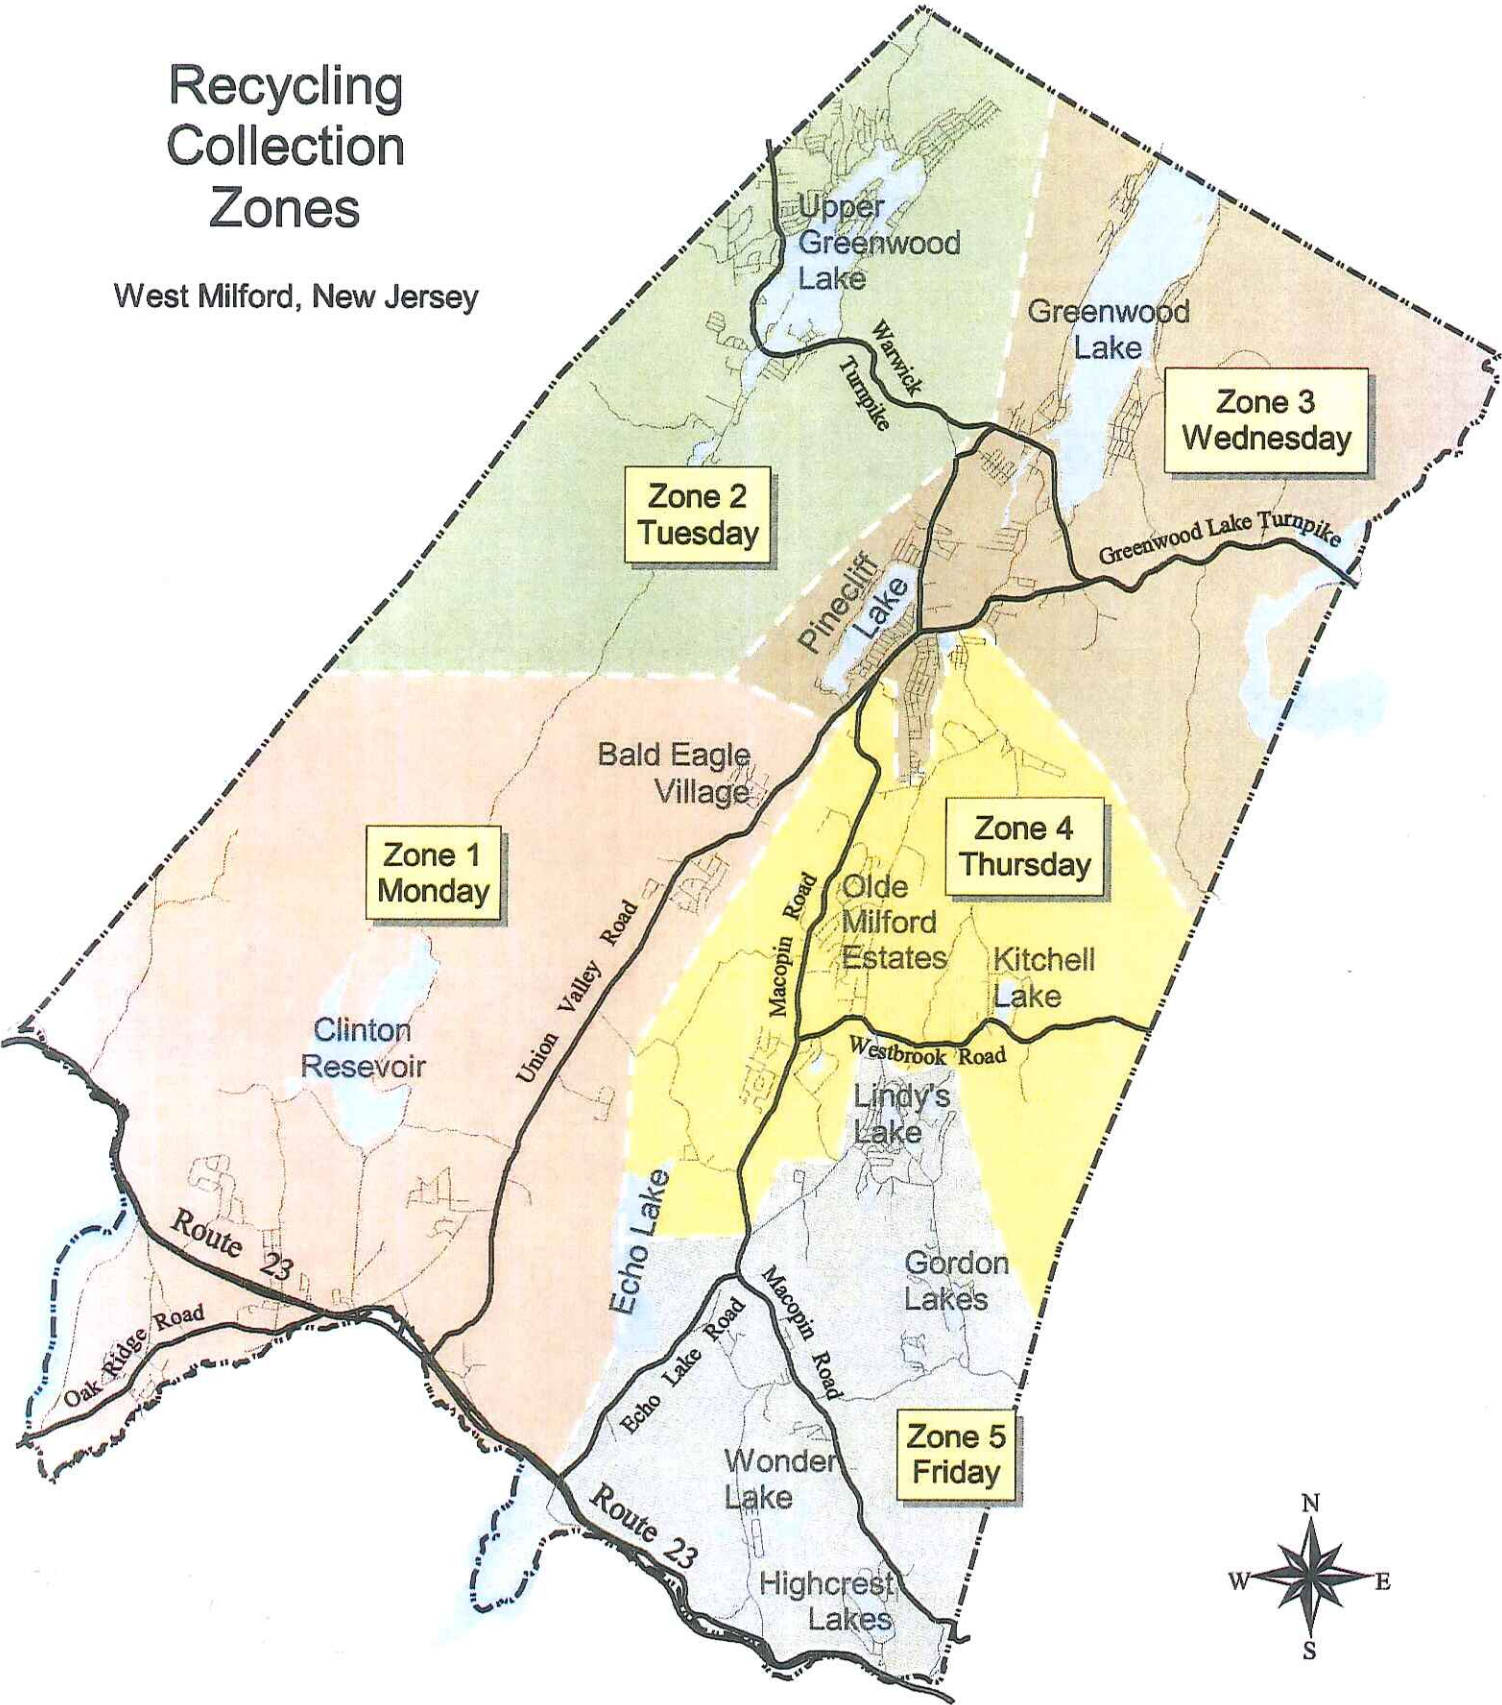 Recycling
Collection
Zones
West Milford, New Jersey
Upper
Greenwood
Lake
Warwick
Turnpike
Greenwood
Lake
Zone 3
Wednesday
Zone 2
Tuesday
Greenwood Lake Turnpike
Pinecliff
Lake
Bald Eagle
Village
Zone 4
Thursday
Zone 1
Monday
Union Valley Road
Macopin Road
Olde
Milford
Estates
Kitchell
Lake
Westbrook Road
Clinton
Resevoir
Lindy's
Lake
Echo Lake
Route 23
Oak Ridge Road
Gordon
Lakes
Macopin Road
Echo Lake Road
Zone 5
Friday
Wonder
Lake
Route 23
Highcrest
Lakes
N
W
E
S